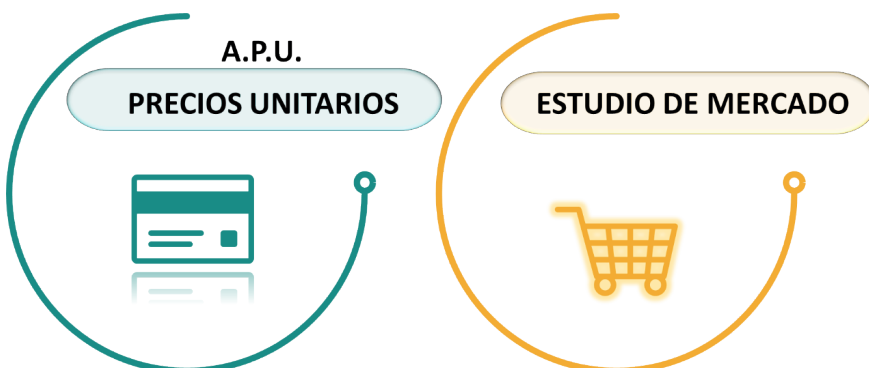 A.P.U.
PRECIOS UNITARIOS
ESTUDIO DE MERCADO